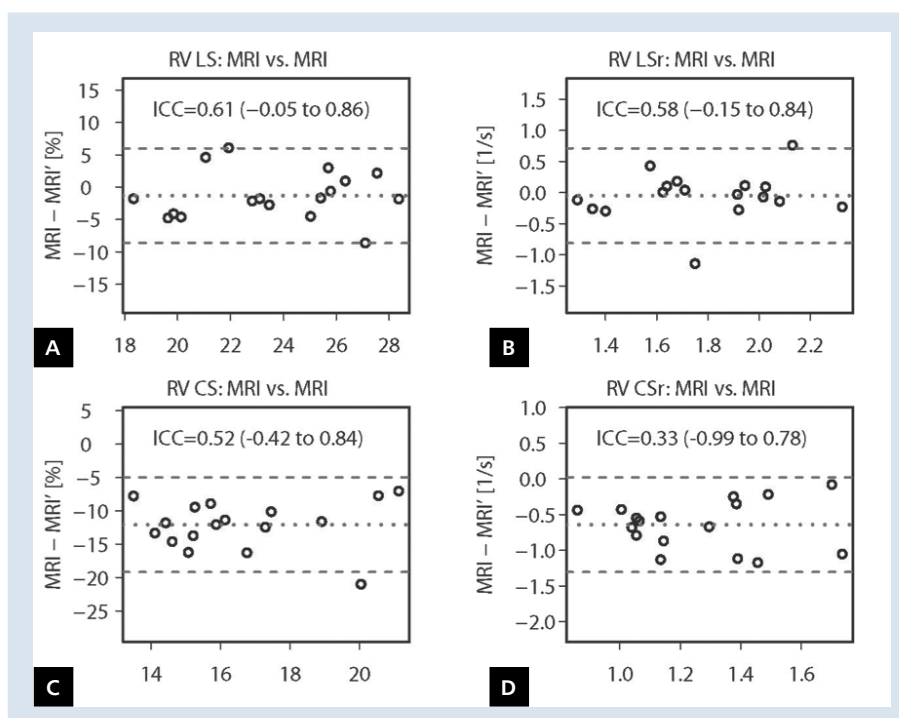 RV LS: MRI vs. MRI
ICC=0.61 (−0.05 to 0.86)
MRI – MRI′ [%]
15
10
5
0
−5
−10
−15
18 20 22 24 26 28
A
RV LSr: MRI vs. MRI
ICC=0.58 (−0.15 to 0.84)
MRI – MRI′ [1/s]
1.5
1.0
0.5
0.0
−0.5
−1.0
−1.5
1.4 1.6 1.8 2.0 2.2
B
RV CS: MRI vs. MRI
ICC=0.52 (-0.42 to 0.84)
MRI – MRI′ [%]
5
0
−5
−10
−15
−20
−25
14 16 18 20
C
RV CSr: MRI vs. MRI
ICC=0.33 (-0.99 to 0.78)
MRI – MRI′ [1/s]
1.0
0.5
0.0
−0.5
−1.0
−1.5
−2.0
1.0 1.2 1.4 1.6
D